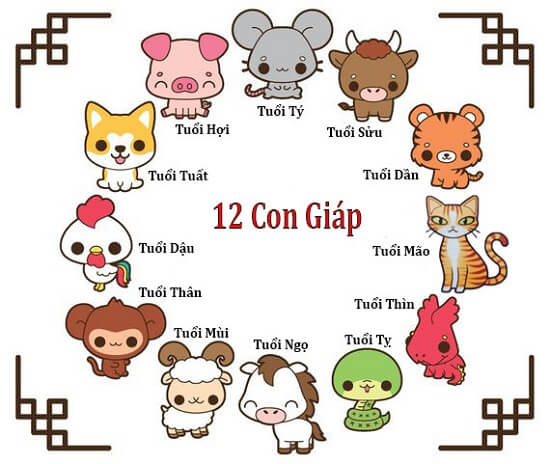 Tuổi Tý
Tuổi Hợi
Tuổi Sửu
Tuổi Tuất
Tuổi Dần
12 Con Giáp
Tuổi Dậu
Tuổi Mão
Tuổi Thân
Tuổi Thìn
Tuổi Mùi
Tuổi Ngọ
Tuổi Tỵ